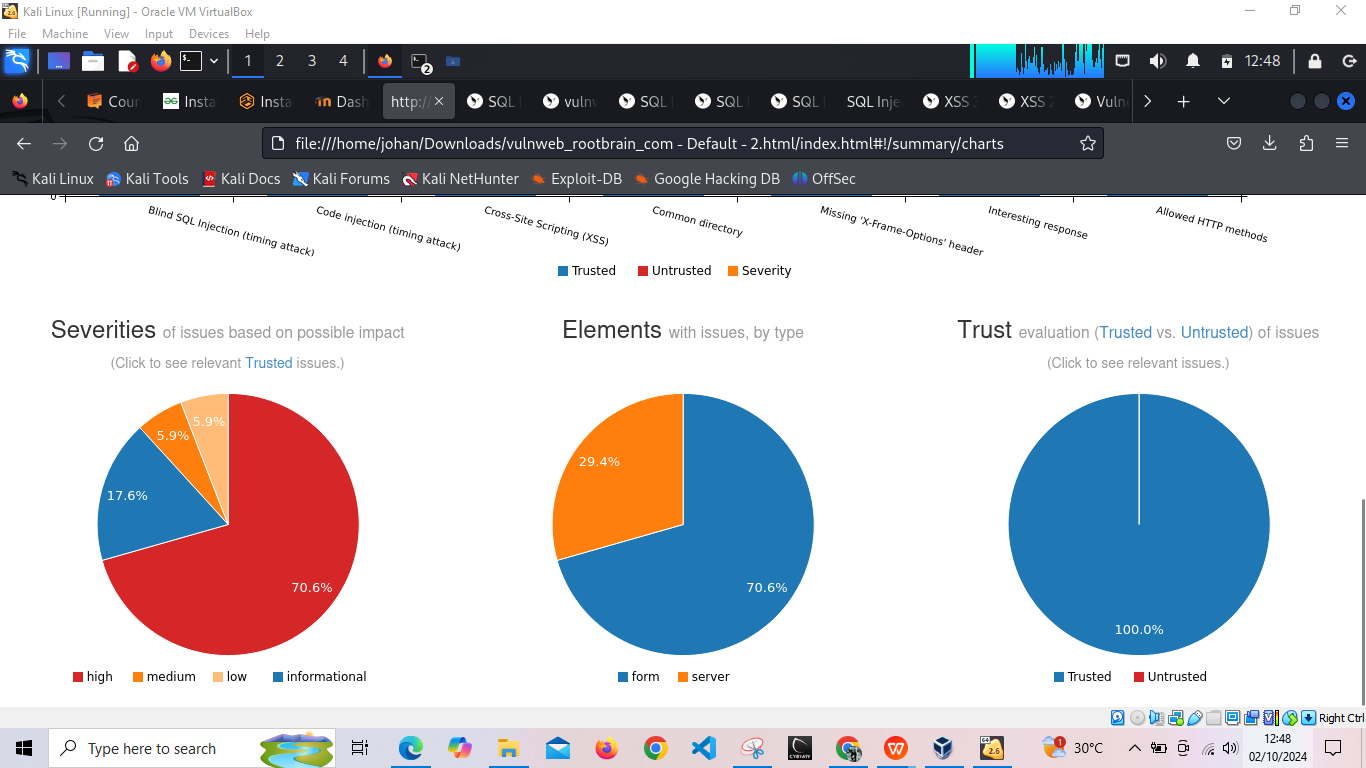 Kali Linux [Running] - Oracle VM VirtualBox
File Machine View Input Devices Help
1 2 3 4 2 12:48
Cour Insta Insta Dash http:/ SQL vulnw SQL SQL SQL SQL Inje XSS XSS Vuln
file:///home/johan/Downloads/vulnweb_rootbrain_com - Default - 2.html/index.html#!/summary/charts
Kali Linux Kali Tools Kali Docs Kali Forums Kali NetHunter Exploit-DB Google Hacking DB OffSec
0
Blind SQL Injection (timing attack) Code injection (timing attack) Cross-Site Scripting (XSS) Common directory Missing 'X-Frame-Options' header Interesting response Allowed HTTP methods
Trusted Untrusted Severity
Severities of issues based on possible impact
(Click to see relevant Trusted issues.)
5.9%
5.9%
17.6%
70.6%
high medium low informational
Elements with issues, by type
29.4%
70.6%
form server
Trust evaluation (Trusted vs. Untrusted) of issues
(Click to see relevant issues.)
100.0%
Trusted Untrusted
Right Ctrl
Type here to search
1 30°C
12:48
02/10/2024